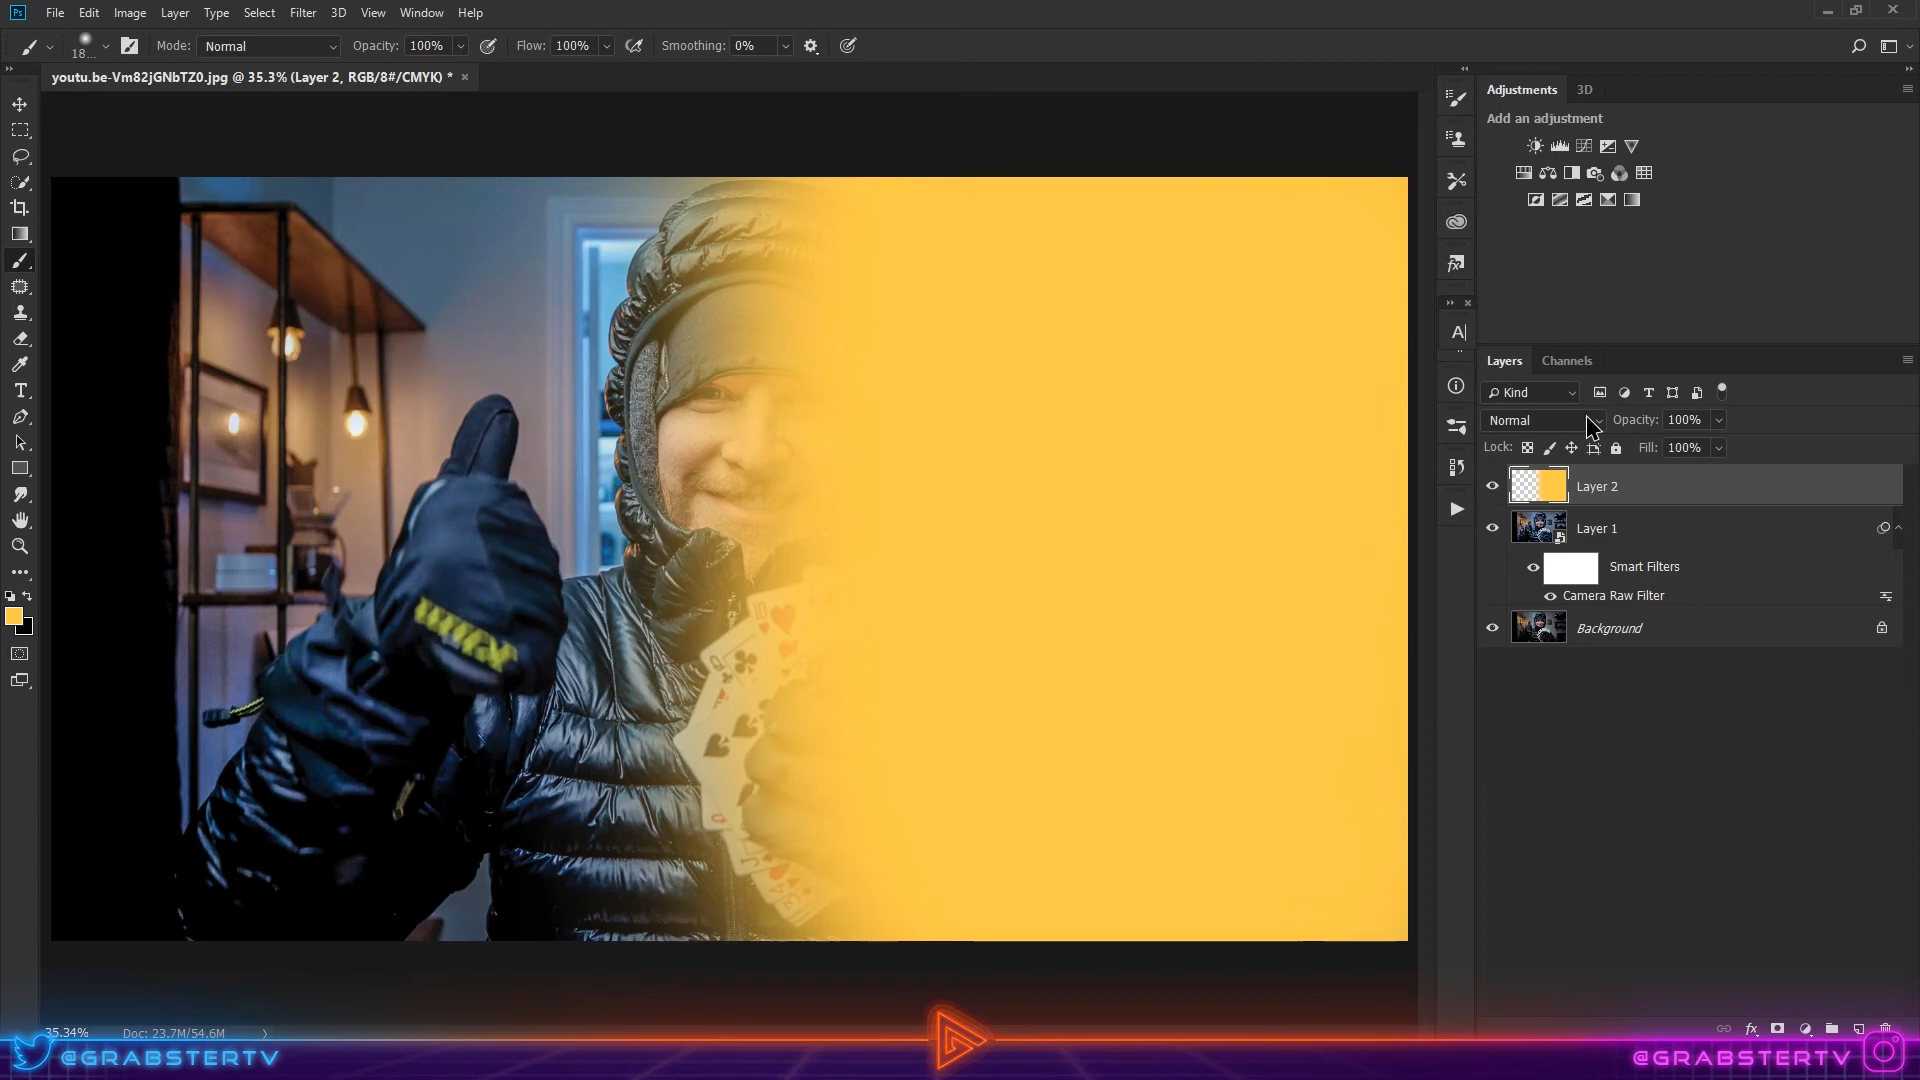 Ps File Edit Image Layer Type Select Filter 3D View Window Help
18... Mode: Normal Opacity: 100% Flow: 100% Smoothing: 0%
youtu.be-Vm82jGNbTZ0.jpg @ 35.3% (Layer 2, RGB/8#/CMYK) * ×
Adjustments 3D
Add an adjustment
Layers Channels
Kind
Normal Opacity: 100%
Lock: Fill: 100%
Layer 2
Layer 1
Smart Filters
Camera Raw Filter
Background
35.34% Doc: 23.7M/54.6M
@GRABSTERTV
@GRABSTERTV